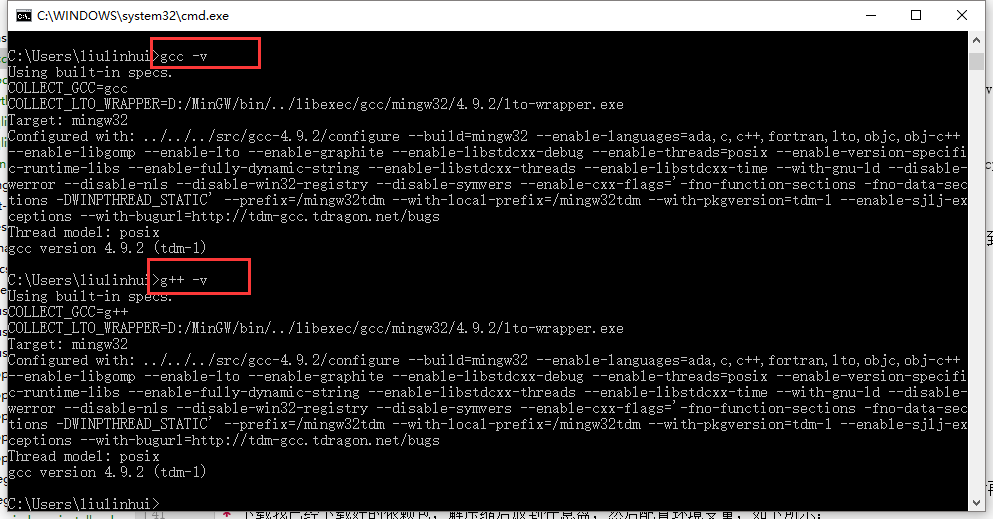 C:\WINDOWS\system32\cmd.exe
C:\Users\liulinhui>gcc -v
Using built-in specs.
COLLECT_GCC=gcc
COLLECT_LTO_WRAPPER=D:/MinGW/bin/../libexec/gcc/mingw32/4.9.2/lto-wrapper.exe
Target: mingw32
Configured with: ../../../src/gcc-4.9.2/configure --build=mingw32 --enable-languages=ada,c,c++,fortran,lto,objc,obj-c++
--enable-libgomp --enable-lto --enable-graphite --enable-libstdcxx-debug --enable-threads=posix --enable-version-specifi
c-runtime-libs --enable-fully-dynamic-string --enable-libstdcxx-threads --enable-libstdcxx-time --with-gnu-ld --disable-
werror --disable-nls --disable-win32-registry --disable-symvers --enable-cxx-flags='-fno-function-sections -fno-data-sec
tions -DWINPTHREAD_STATIC' --prefix=/mingw32tdm --with-local-prefix=/mingw32tdm --with-pkgversion=tdm-1 --enable-sjlj-ex
ceptions --with-bugurl=http://tdm-gcc.tdragon.net/bugs
Thread model: posix
gcc version 4.9.2 (tdm-1)
C:\Users\liulinhui>g++ -v
Using built-in specs.
COLLECT_GCC=g++
COLLECT_LTO_WRAPPER=D:/MinGW/bin/../libexec/gcc/mingw32/4.9.2/lto-wrapper.exe
Target: mingw32
Configured with: ../../../src/gcc-4.9.2/configure --build=mingw32 --enable-languages=ada,c,c++,fortran,lto,objc,obj-c++
--enable-libgomp --enable-lto --enable-graphite --enable-libstdcxx-debug --enable-threads=posix --enable-version-specifi
c-runtime-libs --enable-fully-dynamic-string --enable-libstdcxx-threads --enable-libstdcxx-time --with-gnu-ld --disable-
werror --disable-nls --disable-win32-registry --disable-symvers --enable-cxx-flags='-fno-function-sections -fno-data-sec
tions -DWINPTHREAD_STATIC' --prefix=/mingw32tdm --with-local-prefix=/mingw32tdm --with-pkgversion=tdm-1 --enable-sjlj-ex
ceptions --with-bugurl=http://tdm-gcc.tdragon.net/bugs
Thread model: posix
gcc version 4.9.2 (tdm-1)
C:\Users\liulinhui>